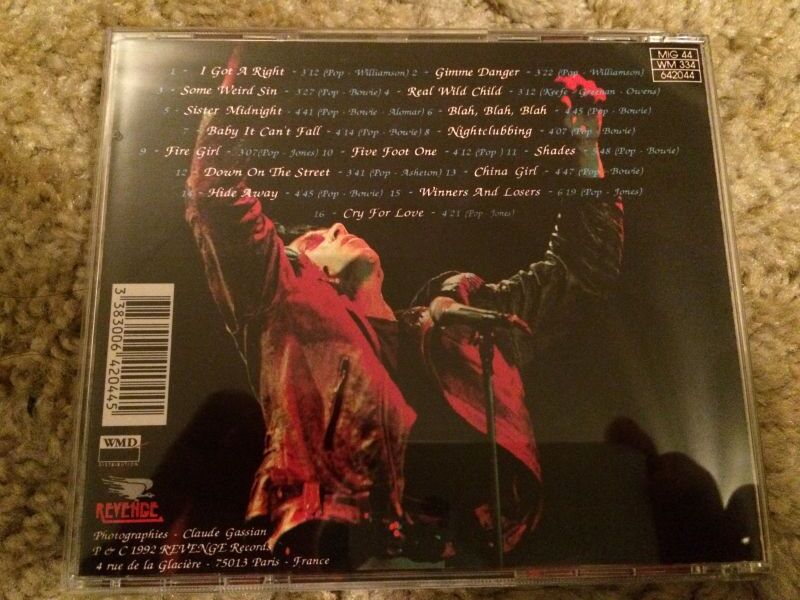 MIG 44
WM 334
642044
1 - I Got A Right - 3'12 (Pop - Williamson) 2 - Gimme Danger - 3'22 (Pop - Williamson)
3 - Some Weird Sin - 3'27 (Pop - Bowie) 4 - Real Wild Child - 3'12 (Keefe - Greenan - Owens)
5 - Sister Midnight - 4'41 (Pop - Bowie - Alomar) 6 - Blah, Blah, Blah - 4'45 (Pop - Bowie)
7 - Baby It Can't Fall - 4'14 (Pop - Bowie) 8 - Nightclubbing - 4'07 (Pop - Bowie)
9 - Fire Girl - 3'07(Pop - Jones) 10 - Five Foot One - 4'12 (Pop ) 11 - Shades - 5'48 (Pop - Bowie)
12 - Down On The Street - 3'41 (Pop - Asheton) 13 - China Girl - 4'47 (Pop - Bowie)
14 - Hide Away - 4'45 (Pop - Bowie) 15 - Winners And Losers - 6'19 (Pop - Jones)
16 - Cry For Love - 4'21 (Pop - Jones)
3 383006 420445
WMD
REVENGE
Photographies - Claude Gassian
P & C 1992 REVENGE Records
4 rue de la Glacière - 75013 Paris - France